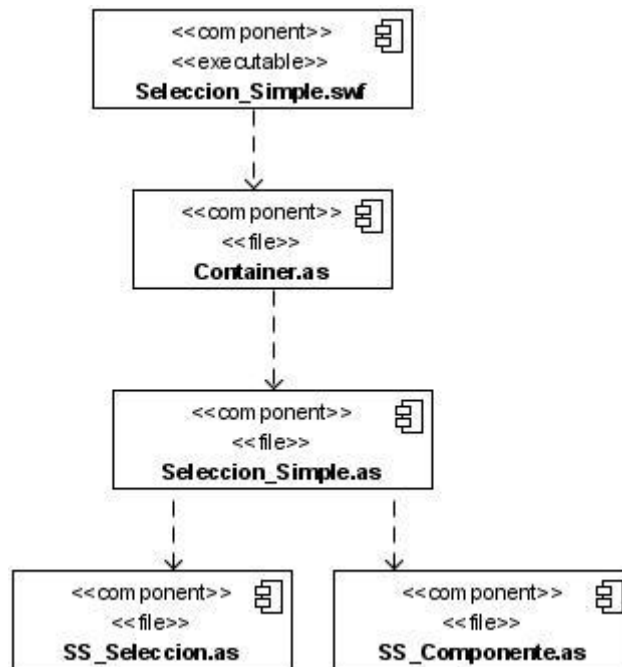 <<component>>
<<executable>>
Seleccion_Simple.swf
<<component>>
<<file>>
Container.as
<<component>>
<<file>>
Seleccion_Simple.as
<<component>>
<<file>>
SS_Seleccion.as
<<component>>
<<file>>
SS_Componente.as